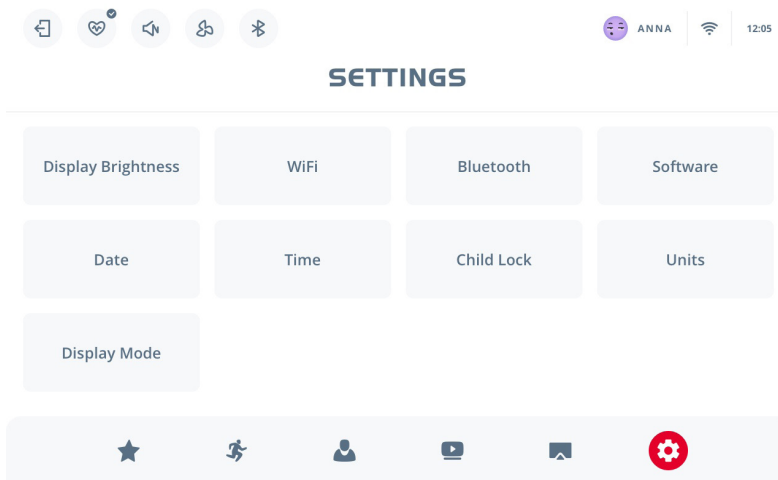 ANNA
12:05
SETTINGS
Display Brightness
WiFi
Bluetooth
Software
Date
Time
Child Lock
Units
Display Mode